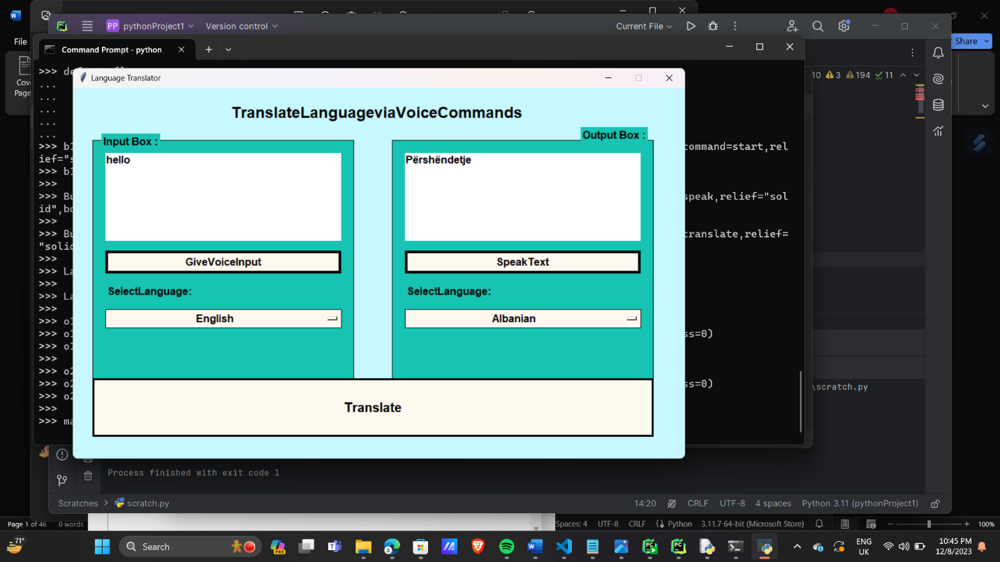 File
Cov
Page
Share
PP pythonProject1
Version control
Current File
10 3 194 11
Command Prompt - python
>>> de
...
...
...
...
...
>>> b1
command=start,rel
ief="s
>>> b1
>>>
>>> Bu
speak,relief="sol
id",bo
>>>
>>> Bu
translate,relief=
"solid
>>>
>>> La
>>>
>>> La
>>>
>>> o1
>>> o1
ss=0)
>>> o1
>>>
>>> o2
>>> o2
ss=0)
>>> o2
>>>
>>> ma
Language Translator
TranslateLanguageviaVoiceCommands
Input Box :
Output Box :
hello
Përshëndetje
GiveVoiceInput
SpeakText
SelectLanguage:
SelectLanguage:
English
Albanian
Translate
\scratch.py
Process finished with exit code 1
Scratches > scratch.py
14:20 CRLF UTF-8 4 spaces Python 3.11 (pythonProject1)
Page 1 of 46 0 words
Spaces: 4 UTF-8 CRLF Python 3.11.7 64-bit (Microsoft Store)
100%
71°
Search
PRE
ENG
UK
10:45 PM
12/8/2023